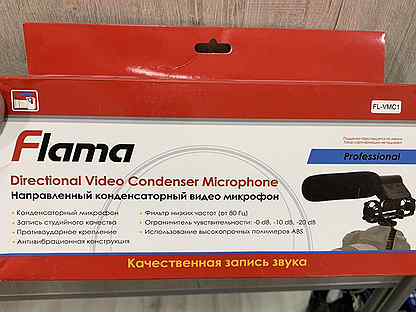 FL-VMC1
Flama
Professional
Directional Video Condenser Microphone
Направленный конденсаторный видео микрофон
• Конденсаторный микрофон
• Запись студийного качества
• Противоударное крепление
• Антивибрационная конструкция
• Фильтр низких частот (от 80 Гц)
• Ограничитель чувствительности: -0 dB, -10 dB, -20 dB
• Использование высокопрочных полимеров ABS
Качественная запись звука